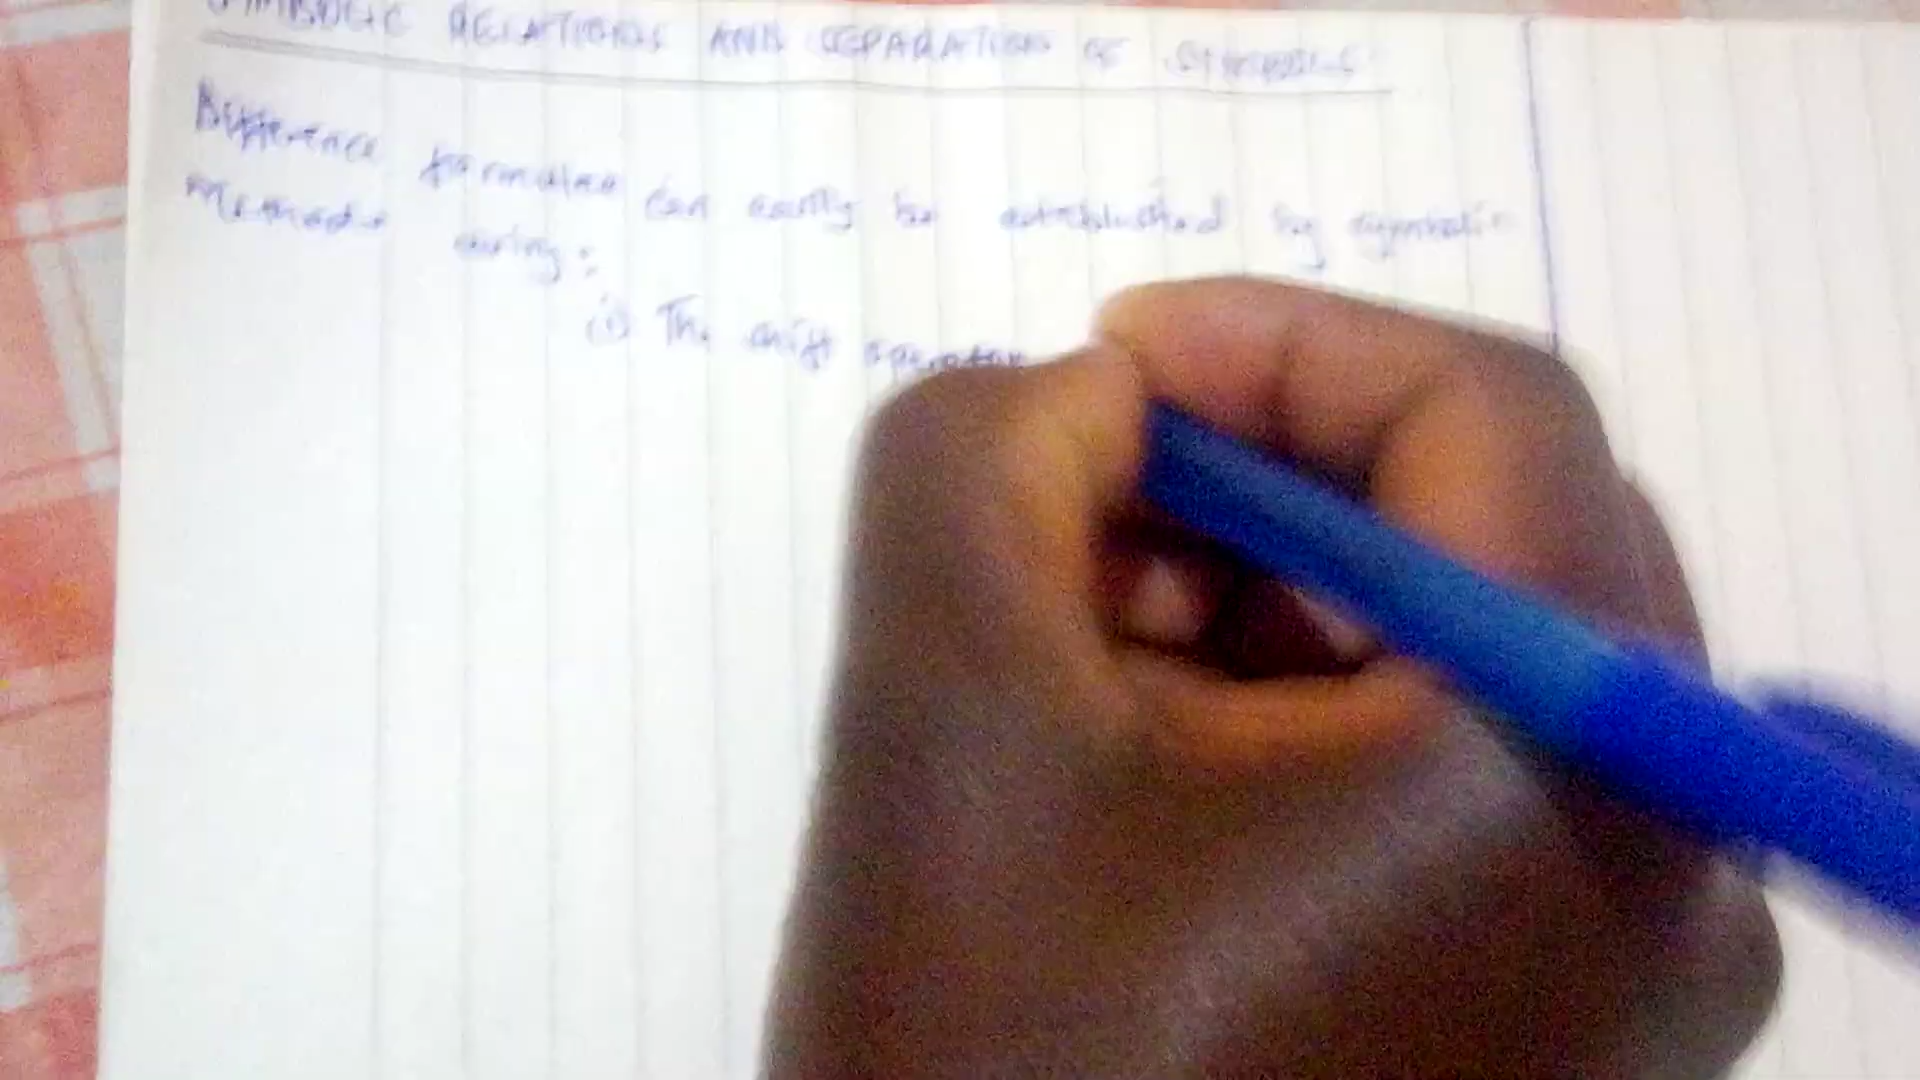 SYMBOLIC RELATIONS AND SEPARATION OF SYMBOLS
Difference formulae can easily be established by symbolic
Methods using:
(i) The shift operator